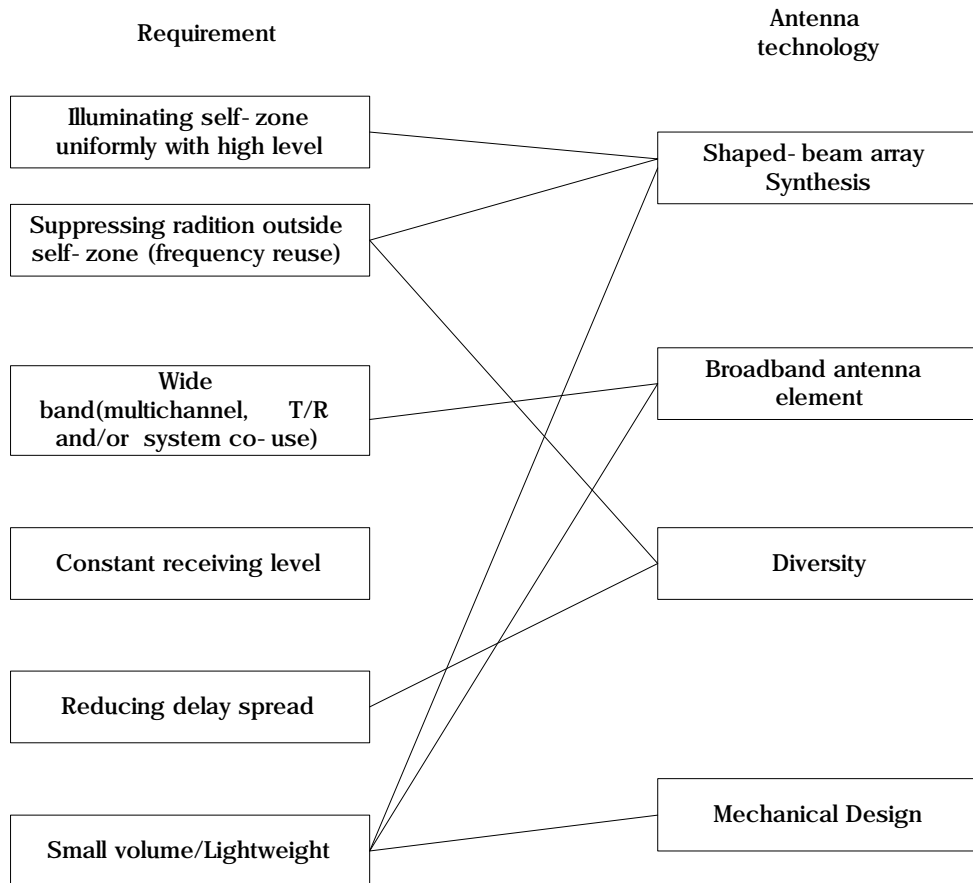 Requirement
Antenna
technology
Illuminating self-zone
uniformly with high level
Shaped-beam array
Synthesis
Suppressing radition outside
self-zone (frequency reuse)
Wide
band(multichannel, T/R
and/or system co-use)
Broadband antenna
element
Constant receiving level
Diversity
Reducing delay spread
Mechanical Design
Small volume/Lightweight